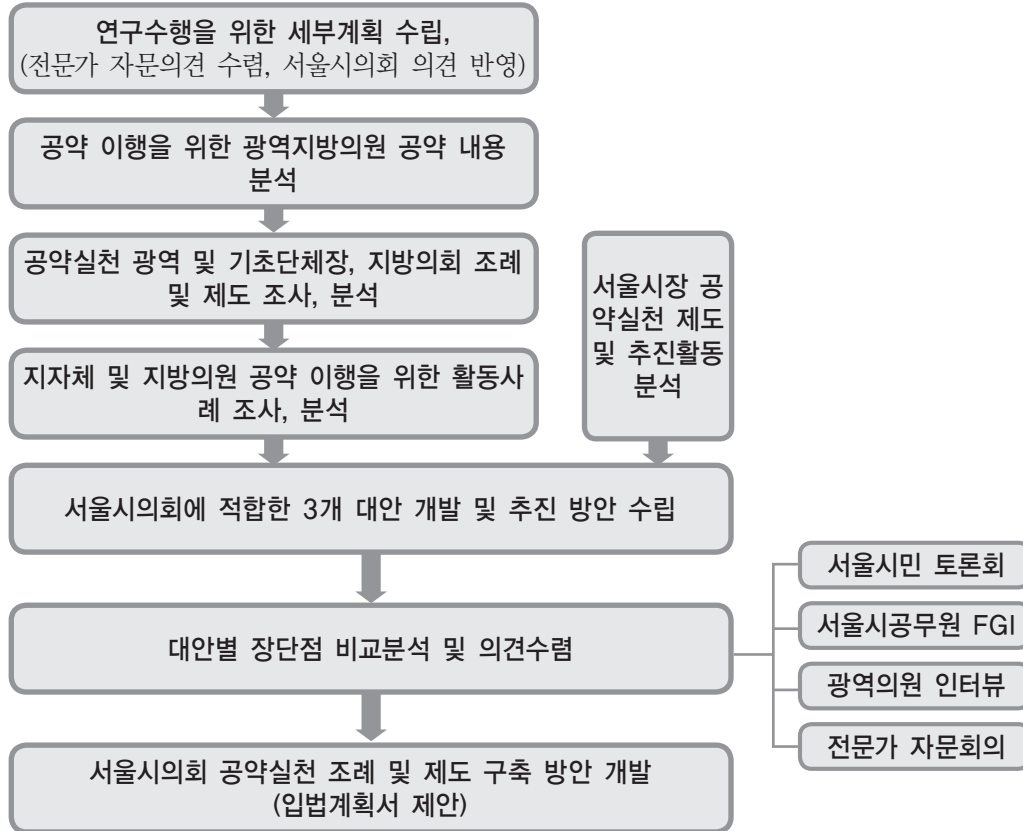 연구수행을 위한 세부계획 수립,
(전문가 자문의견 수렴, 서울시의회 의견 반영)
공약 이행을 위한 광역지방의원 공약 내용
분석
공약실천 광역 및 기초단체장, 지방의회 조례
및 제도 조사, 분석
서울시장 공
약실천 제도
및 추진활동
분석
지자체 및 지방의원 공약 이행을 위한 활동사
례 조사, 분석
서울시의회에 적합한 3개 대안 개발 및 추진 방안 수립
대안별 장단점 비교분석 및 의견수렴
서울시민 토론회
서울시공무원 FGI
광역의원 인터뷰
전문가 자문회의
서울시의회 공약실천 조례 및 제도 구축 방안 개발
(입법계획서 제안)